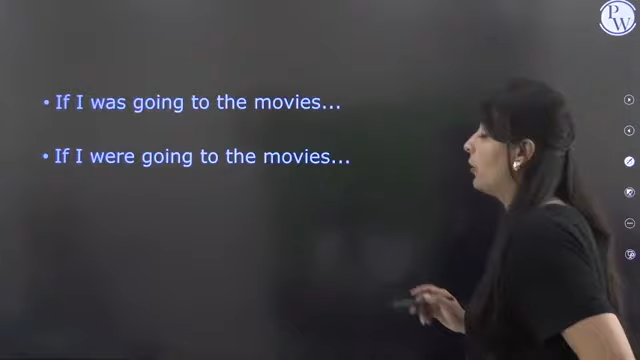 PW
• If I was going to the movies...
• If I were going to the movies...